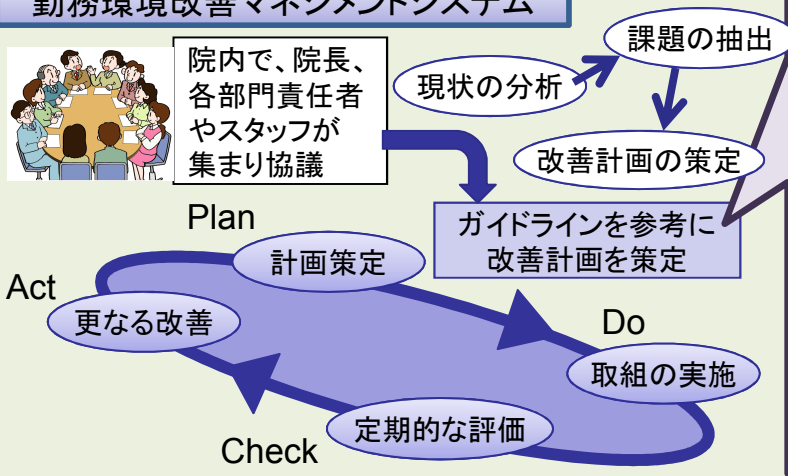 勤務環境改善マネジメントシステム
院内で、院長、
各部門責任者
やスタッフが
集まり協議
現状の分析
課題の抽出
改善計画の策定
ガイドラインを参考に
改善計画を策定
Plan
計画策定
Act
更なる改善
Do
取組の実施
定期的な評価
Check